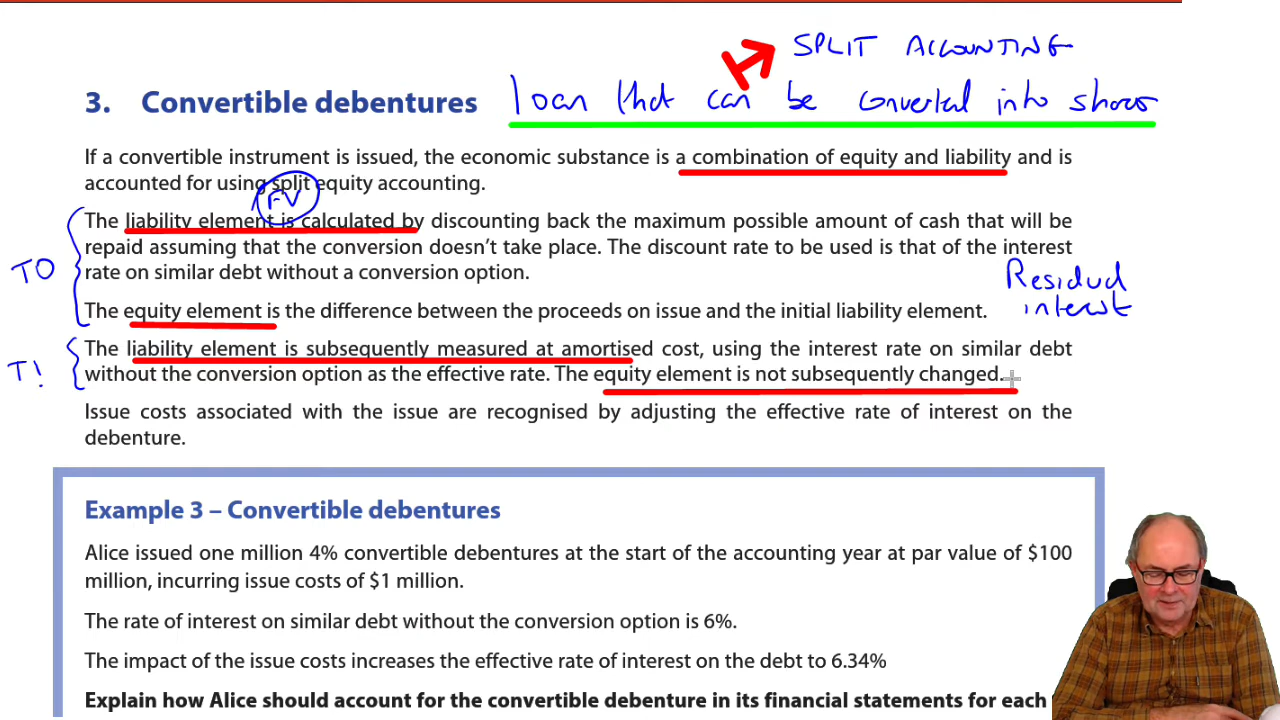 SPLIT ACCOUNTING
3. Convertible debentures loan that can be converted into shares
If a convertible instrument is issued, the economic substance is a combination of equity and liability and is
accounted for using split equity accounting.
FV
The liability element is calculated by discounting back the maximum possible amount of cash that will be
repaid assuming that the conversion doesn't take place. The discount rate to be used is that of the interest
TO
rate on similar debt without a conversion option.
Residual
interest
The equity element is the difference between the proceeds on issue and the initial liability element.
The liability element is subsequently measured at amortised cost, using the interest rate on similar debt
T!
without the conversion option as the effective rate. The equity element is not subsequently changed.
Issue costs associated with the issue are recognised by adjusting the effective rate of interest on the
debenture.
Example 3 – Convertible debentures
Alice issued one million 4% convertible debentures at the start of the accounting year at par value of $100
million, incurring issue costs of $1 million.
The rate of interest on similar debt without the conversion option is 6%.
The impact of the issue costs increases the effective rate of interest on the debt to 6.34%
Explain how Alice should account for the convertible debenture in its financial statements for each